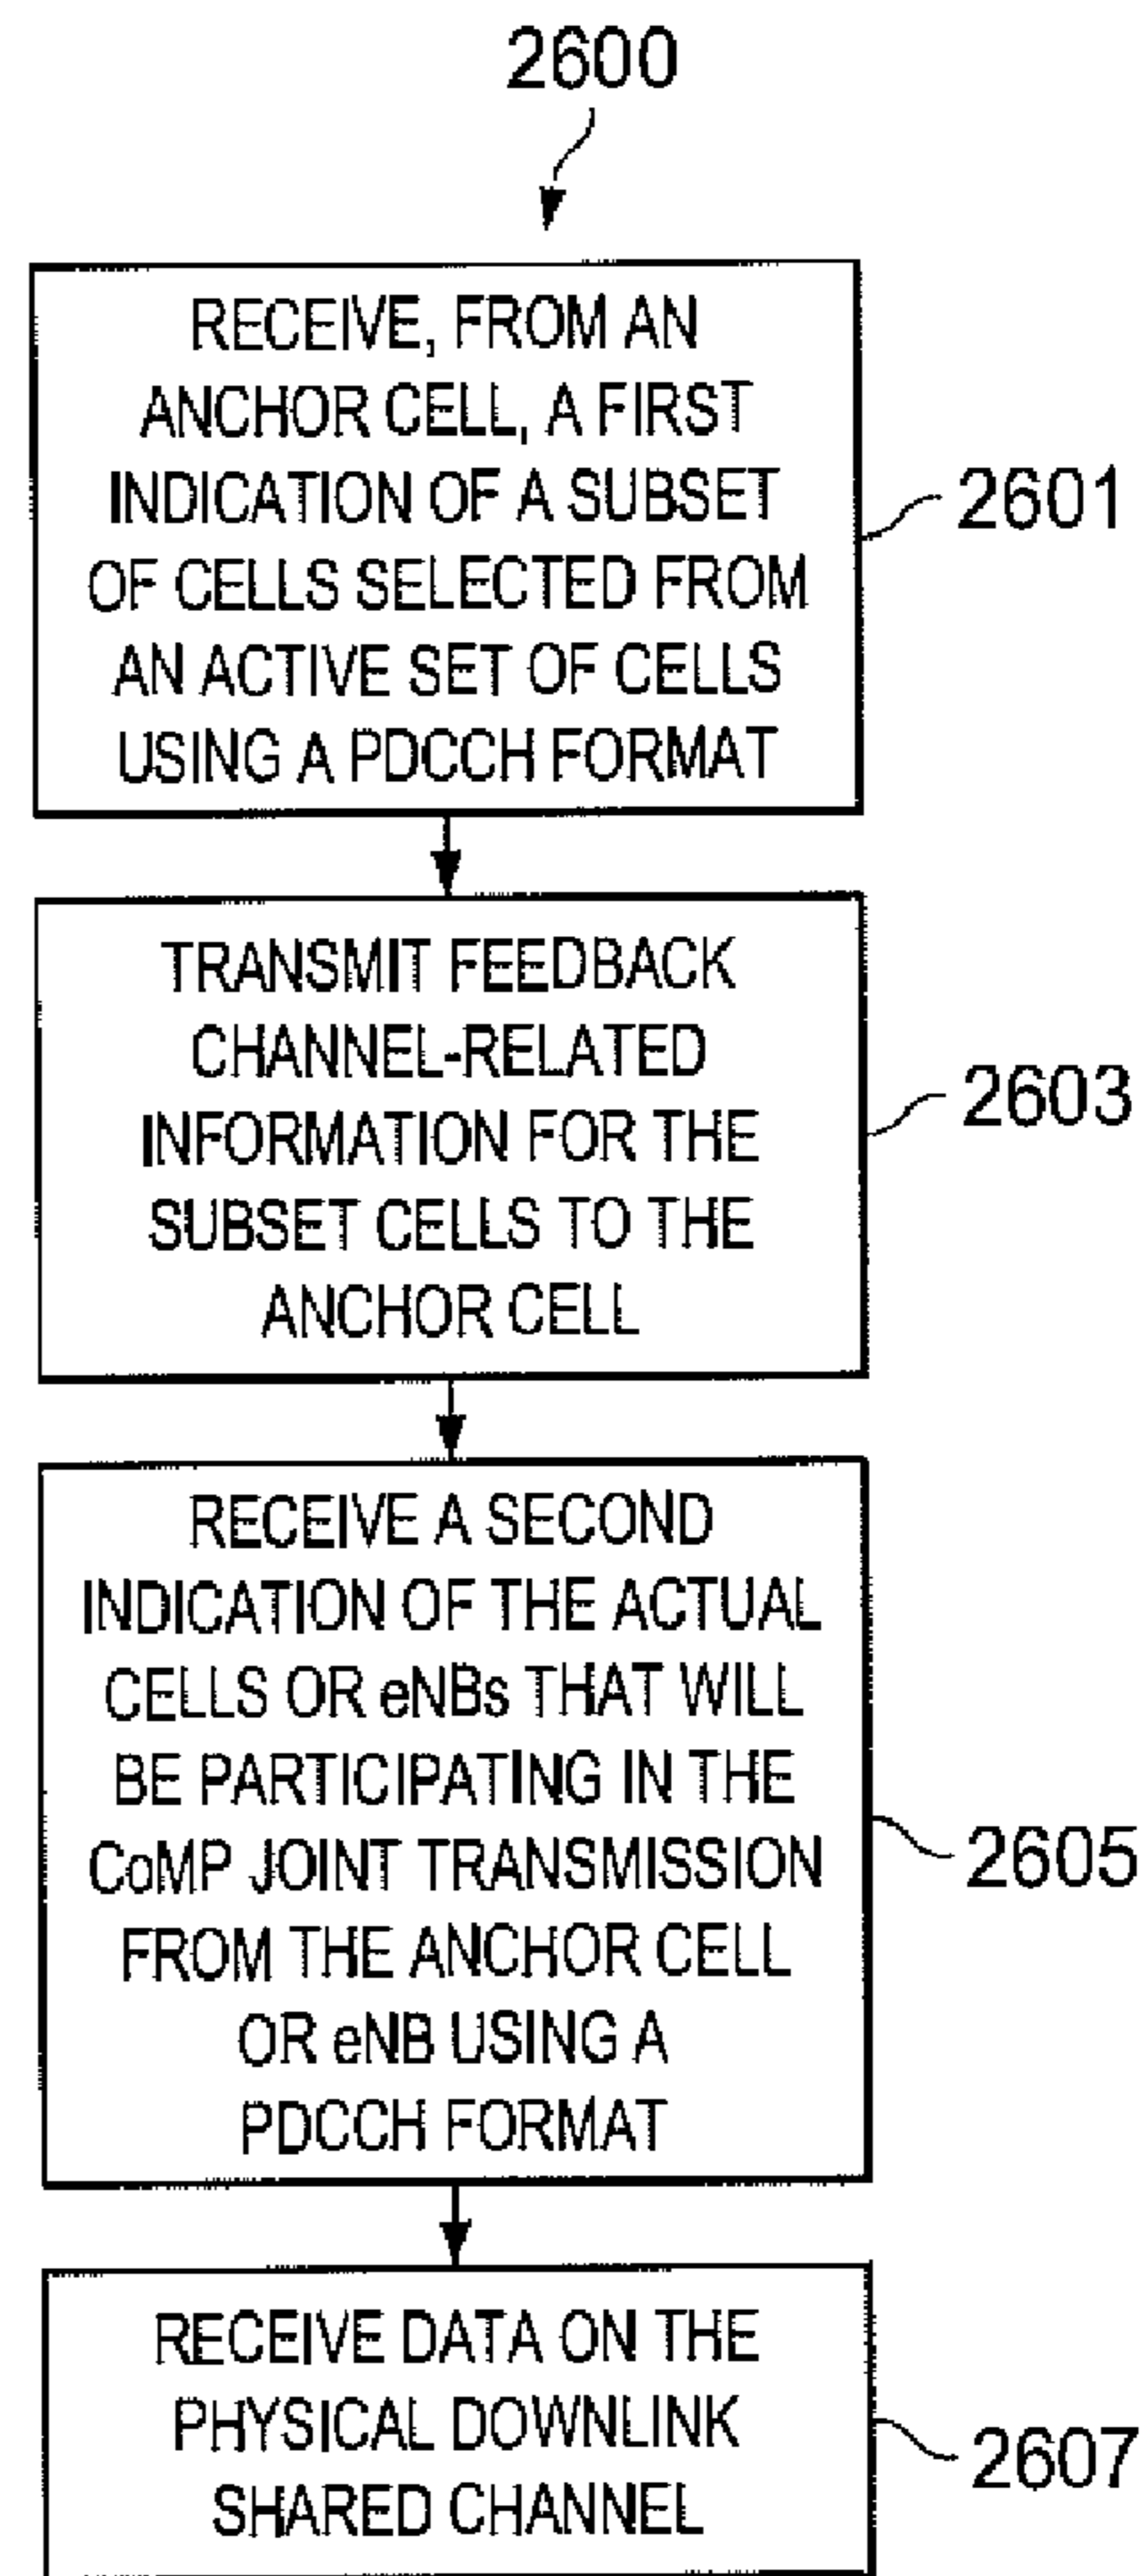 2600
RECEIVE, FROM AN
ANCHOR CELL, A FIRST
INDICATION OF A SUBSET
OF CELLS SELECTED FROM
AN ACTIVE SET OF CELLS
USING A PDCCH FORMAT
2601
TRANSMIT FEEDBACK
CHANNEL-RELATED
INFORMATION FOR THE
SUBSET CELLS TO THE
ANCHOR CELL
2603
RECEIVE A SECOND
INDICATION OF THE ACTUAL
CELLS OR eNBs THAT WILL
BE PARTICIPATING IN THE
CoMP JOINT TRANSMISSION
FROM THE ANCHOR CELL
OR eNB USING A
PDCCH FORMAT
2605
RECEIVE DATA ON THE
PHYSICAL DOWNLINK
SHARED CHANNEL
2607